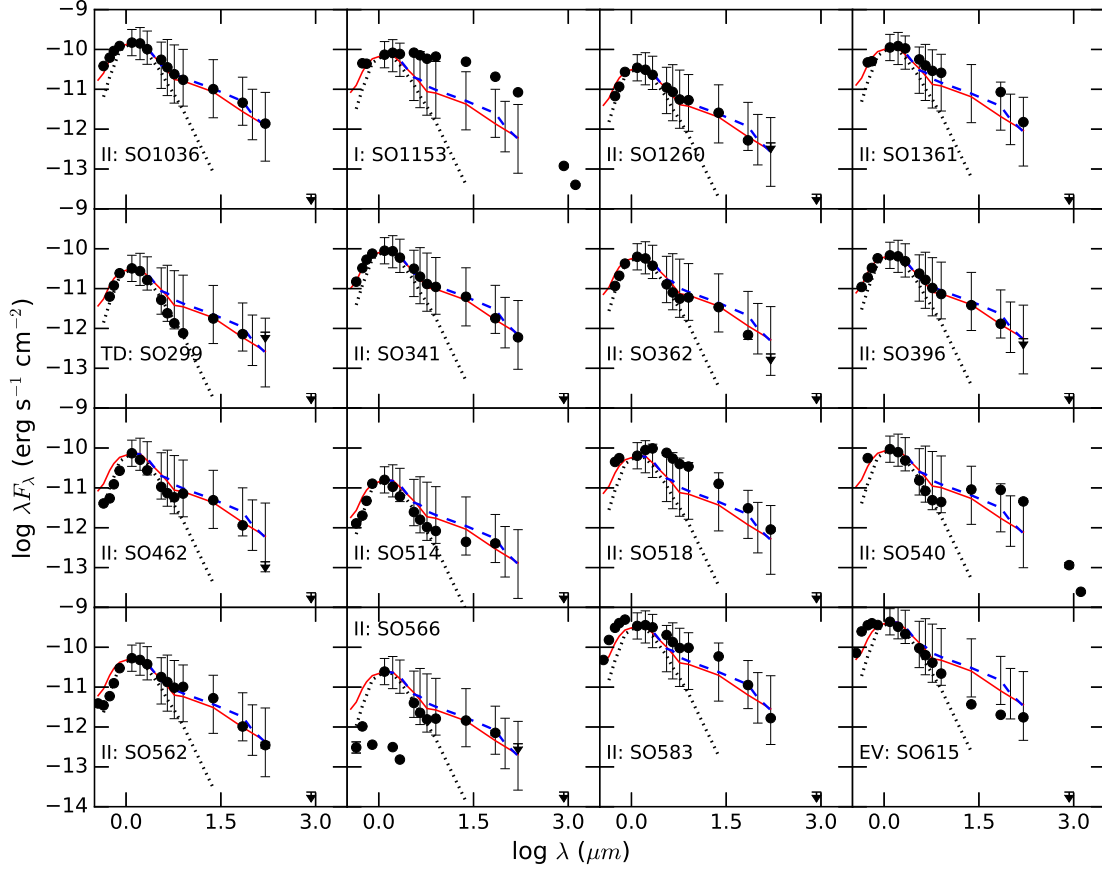 −9
−10
−11
−12
−13
II: SO1036
I: SO1153
II: SO1260
II: SO1361
−9
−10
−11
−12
−13
TD: SO299
II: SO341
II: SO362
II: SO396
−9
−10
−11
−12
−13
II: SO462
II: SO514
II: SO518
II: SO540
−9
−10
−11
−12
−13
−14
II: SO562
II: SO566
II: SO583
EV: SO615
0.0 1.5 3.0 0.0 1.5 3.0 0.0 1.5 3.0 0.0 1.5 3.0
log λ (μm)
log λF_λ (erg s⁻¹ cm⁻²)